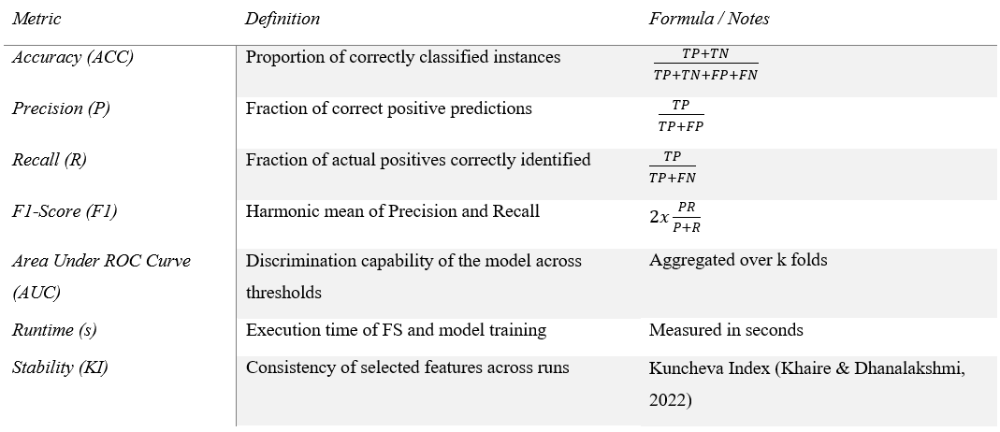 Metric Definition Formula / Notes
Accuracy (ACC) Proportion of correctly classified instances TP+TN / TP+TN+FP+FN
Precision (P) Fraction of correct positive predictions TP / TP+FP
Recall (R) Fraction of actual positives correctly identified TP / TP+FN
F1-Score (F1) Harmonic mean of Precision and Recall 2x PR / P+R
Area Under ROC Curve Discrimination capability of the model across Aggregated over k folds
(AUC) thresholds
Runtime (s) Execution time of FS and model training Measured in seconds
Stability (KI) Consistency of selected features across runs Kuncheva Index (Khaire & Dhanalakshmi,
2022)